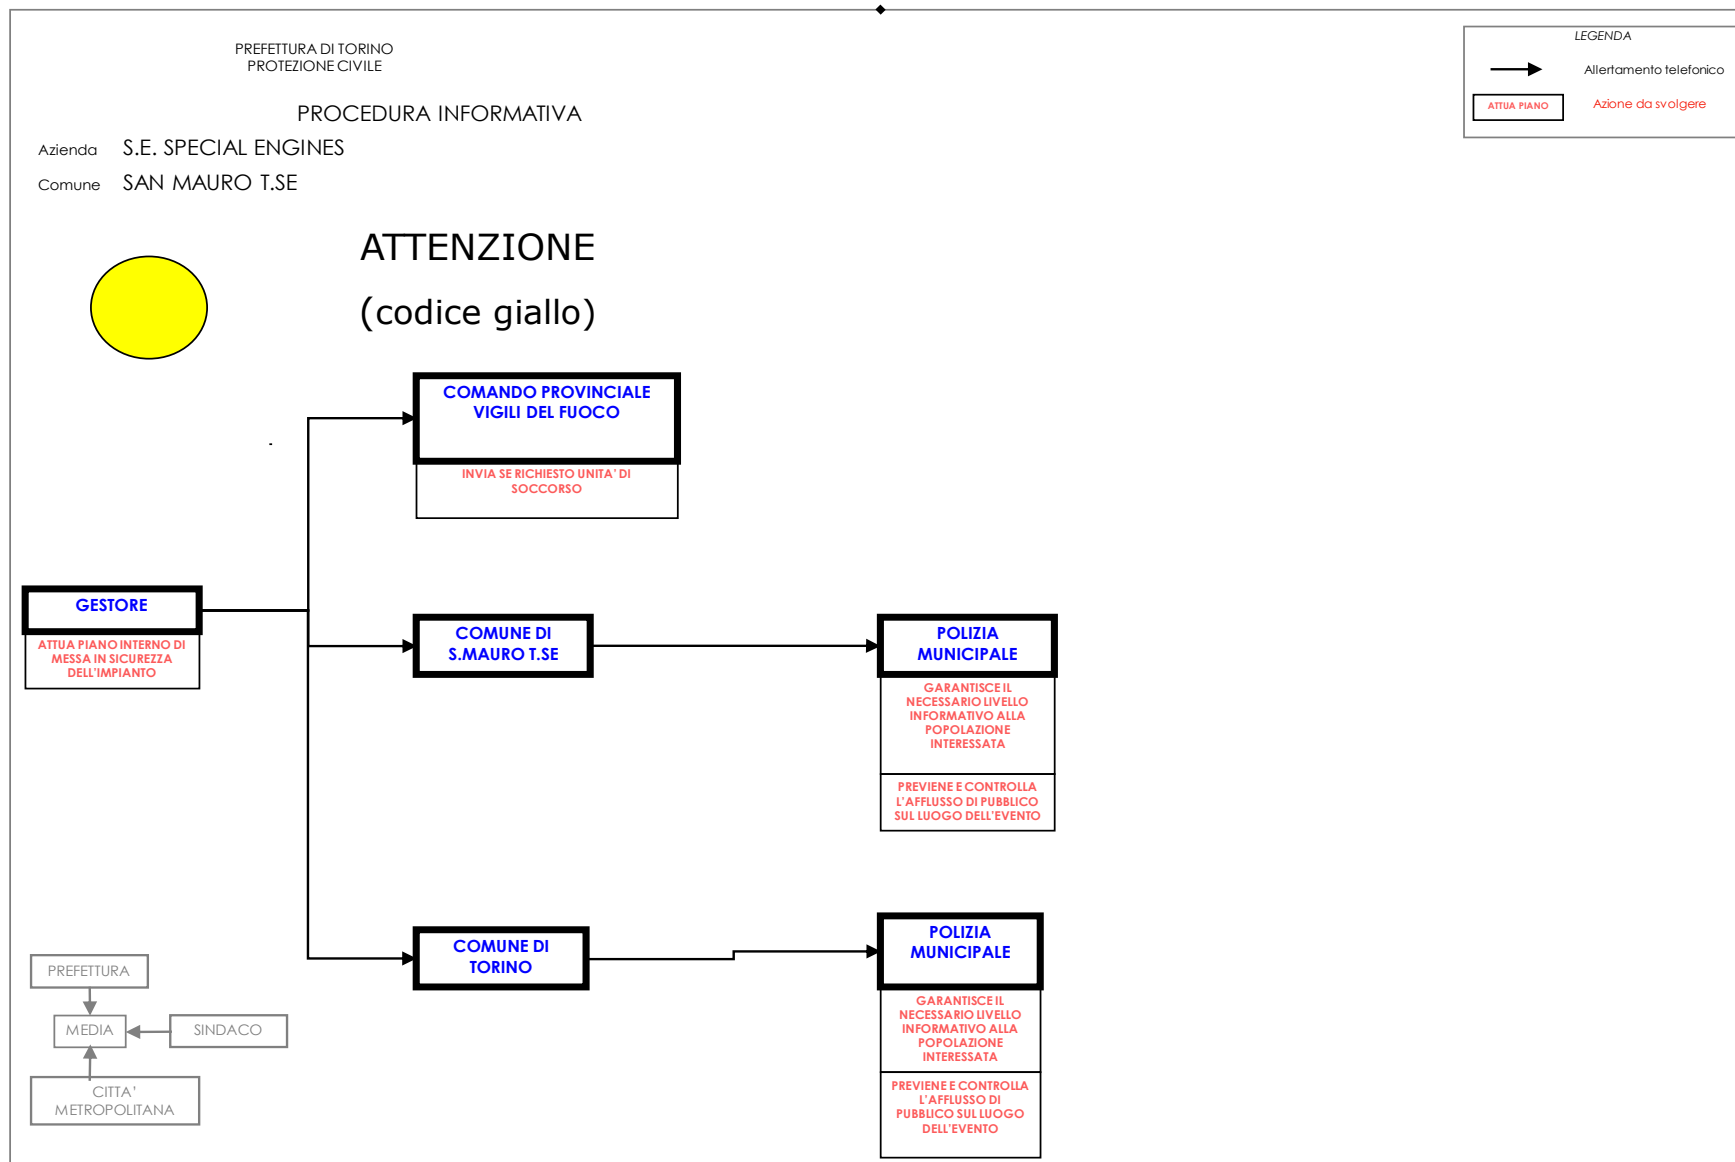 PREFETTURA DI TORINO
PROTEZIONE CIVILE
PROCEDURA INFORMATIVA
Azienda S.E. SPECIAL ENGINES
Comune SAN MAURO T.SE
LEGENDA
Allertamento telefonico
ATTUA PIANO Azione da svolgere
ATTENZIONE
(codice giallo)
COMANDO PROVINCIALE
VIGILI DEL FUOCO
INVIA SE RICHIESTO UNITA' DI
SOCCORSO
GESTORE
ATTUA PIANO INTERNO DI
MESSA IN SICUREZZA
DELL'IMPIANTO
COMUNE DI
S.MAURO T.SE
POLIZIA
MUNICIPALE
GARANTISCE IL
NECESSARIO LIVELLO
INFORMATIVO ALLA
POPOLAZIONE
INTERESSATA
PREVIENE E CONTROLLA
L'AFFLUSSO DI PUBBLICO
SUL LUOGO DELL'EVENTO
COMUNE DI
TORINO
POLIZIA
MUNICIPALE
GARANTISCE IL
NECESSARIO LIVELLO
INFORMATIVO ALLA
POPOLAZIONE
INTERESSATA
PREVIENE E CONTROLLA
L'AFFLUSSO DI
PUBBLICO SUL LUOGO
DELL'EVENTO
PREFETTURA
MEDIA
SINDACO
CITTA'
METROPOLITANA